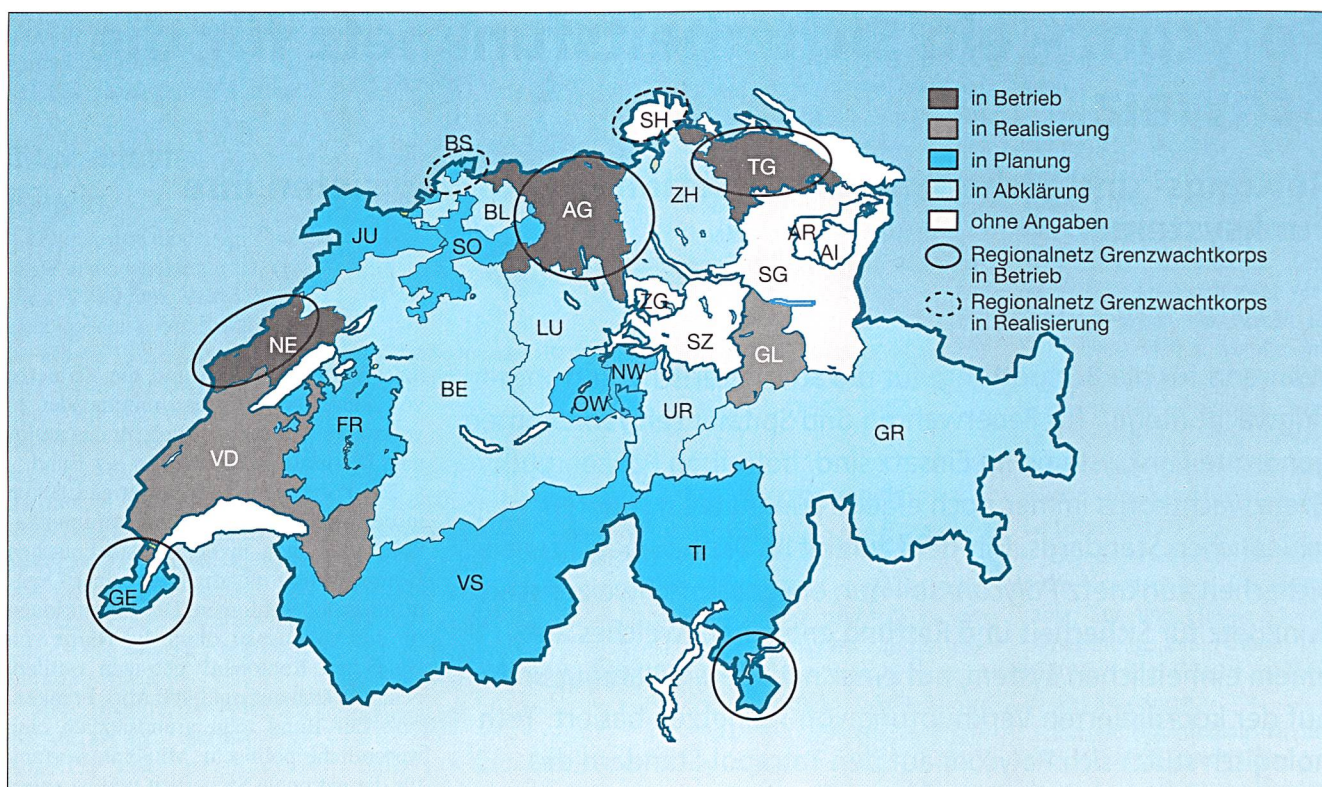 in Betrieb
in Realisierung
in Planung
in Abklärung
ohne Angaben
Regionalnetz Grenzwachtkorps
in Betrieb
Regionalnetz Grenzwachtkorps
in Realisierung
SH
BS
TG
ZH
BL
AG
JU
SO
AR
AI
SG
ZG
LU
SZ
NE
GL
NW
OW
BE
UR
FR
GR
VD
TI
VS
GE